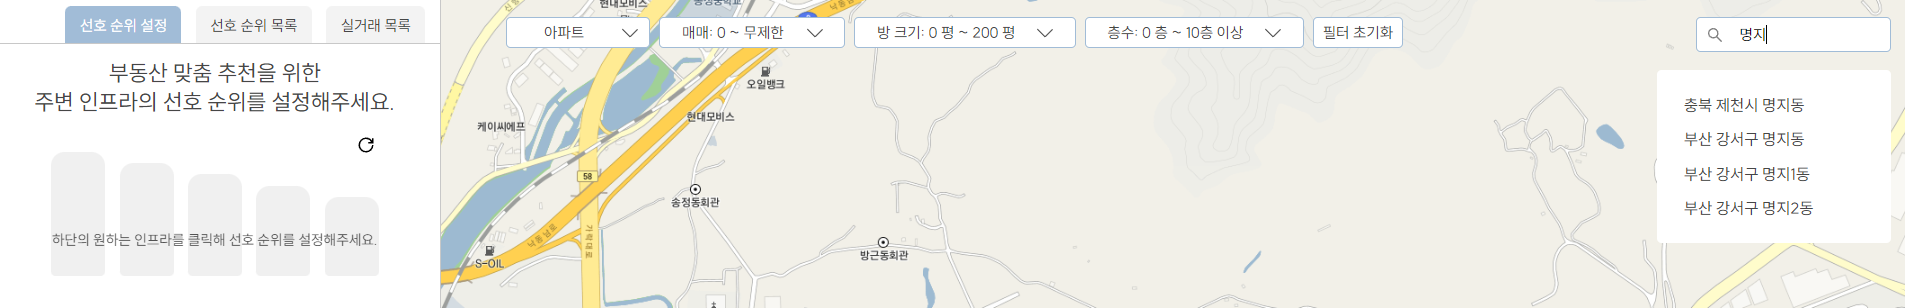 선호 순위 설정
선호 순위 목록
실거래 목록
부동산 맞춤 추천을 위한
주변 인프라의 선호 순위를 설정해주세요.
하단의 원하는 인프라를 클릭해 선호 순위를 설정해주세요.
현대모비스
아파트
매매: 0 ~ 무제한
방 크기: 0 평 ~ 200 평
층수: 0 층 ~ 10층 이상
필터 초기화
명지
충북 제천시 명지동
부산 강서구 명지동
부산 강서구 명지1동
부산 강서구 명지2동
오일뱅크
현대모비스
케이씨에프
58
송정동회관
방근동회관
가락대로
낙동남로
S-OIL